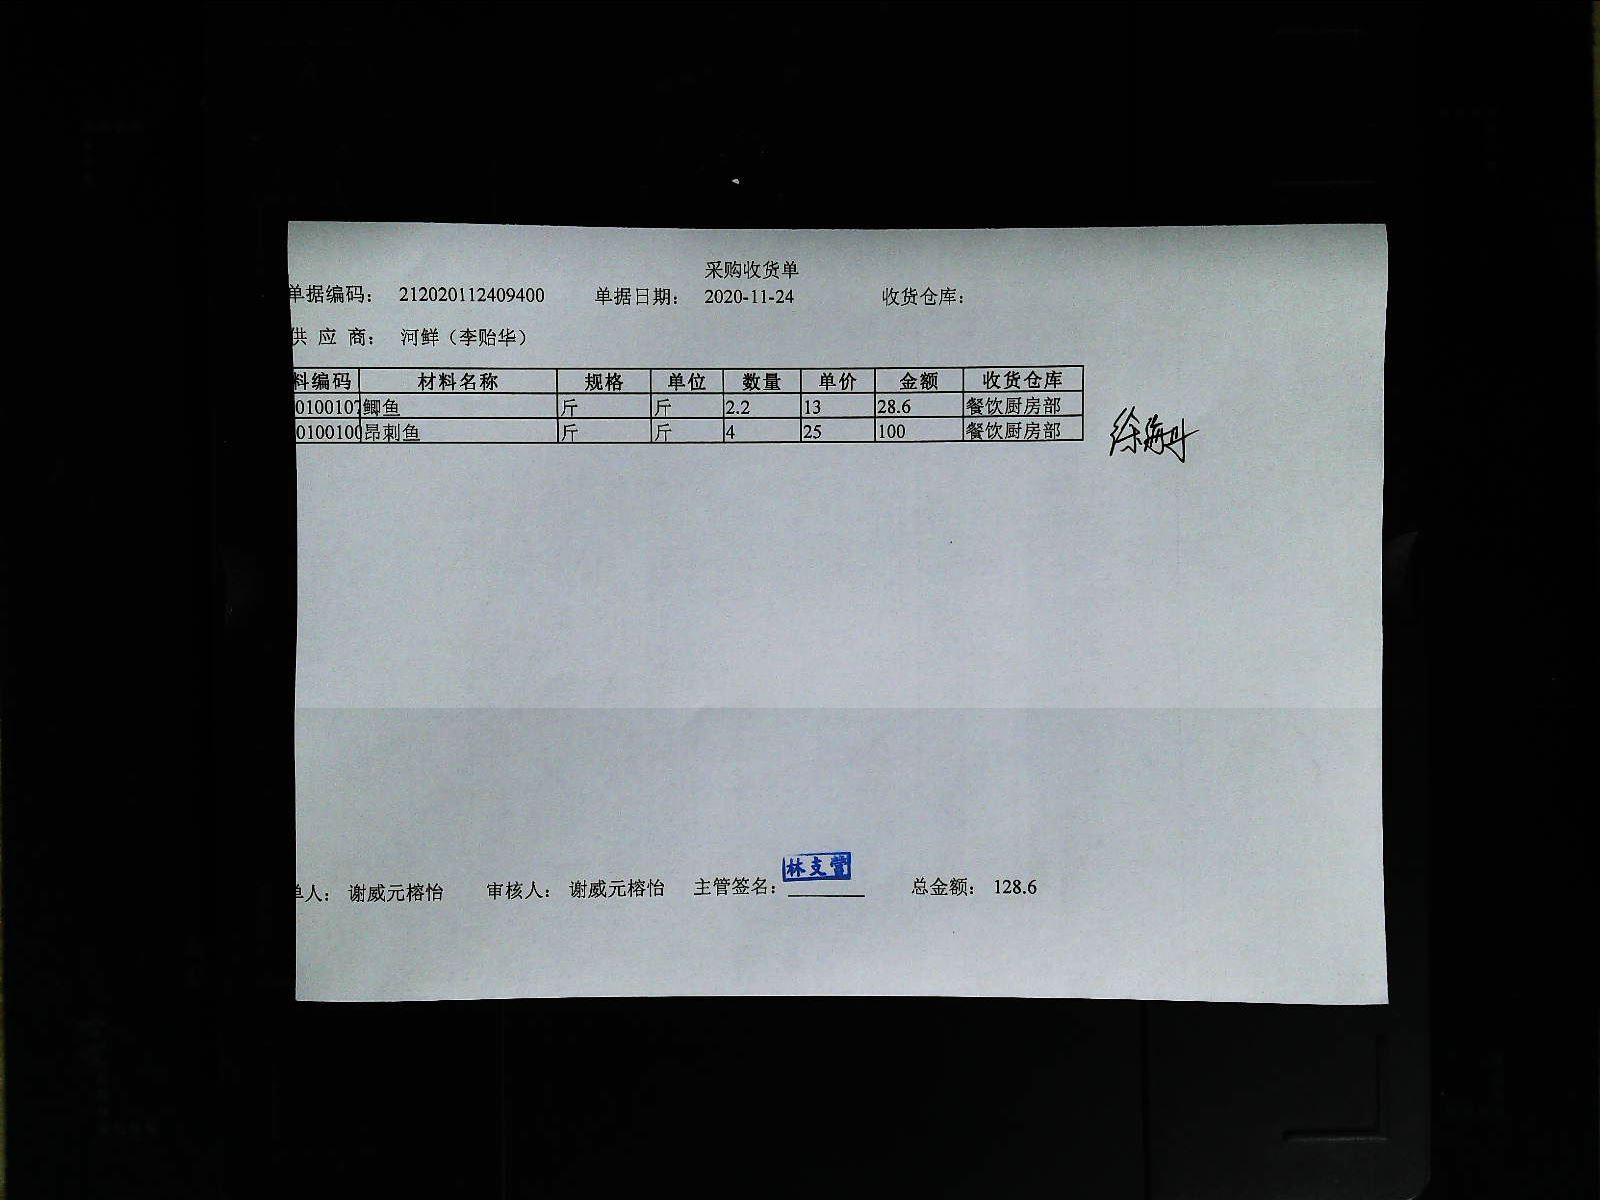 采购收货单
单据编码： 212020112409400 单据日期： 2020-11-24 收货仓库：
供 应 商： 河鲜（李贻华）
料编码 材料名称 规格 单位 数量 单价 金额 收货仓库
0100107 鲫鱼 斤 斤 2.2 13 28.6 餐饮厨房部
0100100 昂刺鱼 斤 斤 4 25 100 餐饮厨房部
徐海丹
林支营
单人： 谢威元榕怡 审核人： 谢威元榕怡 主管签名： 总金额： 128.6